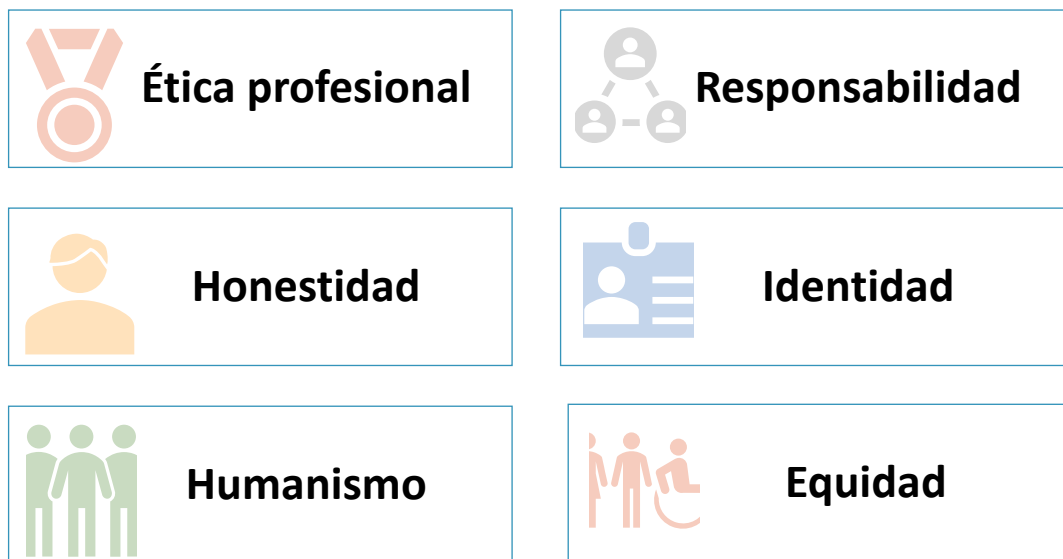 Ética profesional
Responsabilidad
Honestidad
Identidad
Humanismo
Equidad